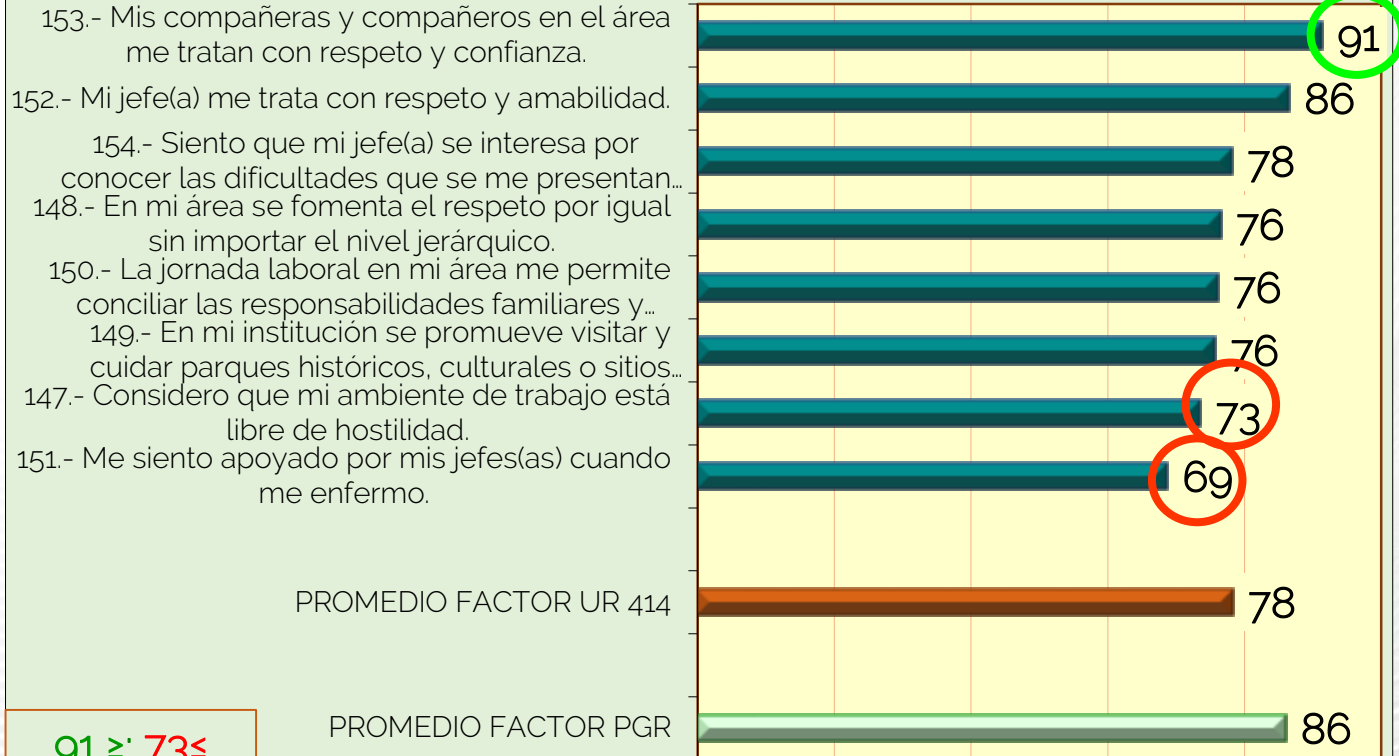 153.- Mis compañeras y compañeros en el área
me tratan con respeto y confianza.
91
152.- Mi jefe(a) me trata con respeto y amabilidad.
86
154.- Siento que mi jefe(a) se interesa por
conocer las dificultades que se me presentan…
78
148.- En mi área se fomenta el respeto por igual
sin importar el nivel jerárquico.
76
150.- La jornada laboral en mi área me permite
conciliar las responsabilidades familiares y…
76
149.- En mi institución se promueve visitar y
cuidar parques históricos, culturales o sitios…
76
147.- Considero que mi ambiente de trabajo está
libre de hostilidad.
73
151.- Me siento apoyado por mis jefes(as) cuando
me enfermo.
69
PROMEDIO FACTOR UR 414
78
PROMEDIO FACTOR PGR
86
91 ≥; 73≤